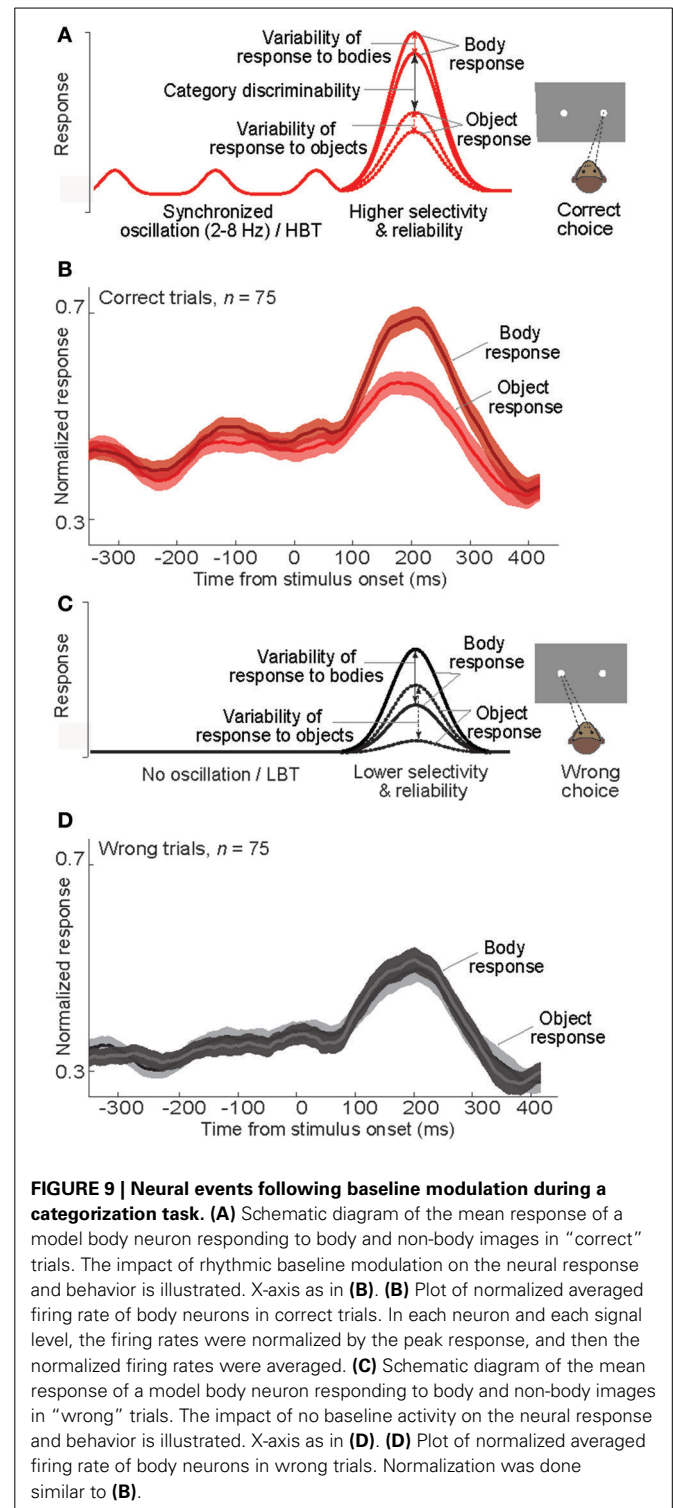 A
Response
Variability of
response to bodies
Body
response
Category discriminability
Variability of
response to objects
Object
response
Synchronized
oscillation (2-8 Hz) / HBT
Higher selectivity
& reliability
Correct
choice
B
Correct trials, n = 75
0.7
Normalized response
0.3
Body
response
Object
response
-300 -200 -100 0 100 200 300 400
Time from stimulus onset (ms)
C
Response
Variability of
response to bodies
Body
response
Variability of
response to objects
Object
response
No oscillation / LBT
Lower selectivity
& reliability
Wrong
choice
D
Wrong trials, n = 75
0.7
Normalized response
0.3
Body
response
Object
response
-300 -200 -100 0 100 200 300 400
Time from stimulus onset (ms)
FIGURE 9 | Neural events following baseline modulation during a
categorization task. (A) Schematic diagram of the mean response of a
model body neuron responding to body and non-body images in “correct”
trials. The impact of rhythmic baseline modulation on the neural response
and behavior is illustrated. X-axis as in (B). (B) Plot of normalized averaged
firing rate of body neurons in correct trials. In each neuron and each signal
level, the firing rates were normalized by the peak response, and then the
normalized firing rates were averaged. (C) Schematic diagram of the mean
response of a model body neuron responding to body and non-body images
in “wrong” trials. The impact of no baseline activity on the neural response
and behavior is illustrated. X-axis as in (D). (D) Plot of normalized averaged
firing rate of body neurons in wrong trials. Normalization was done
similar to (B).